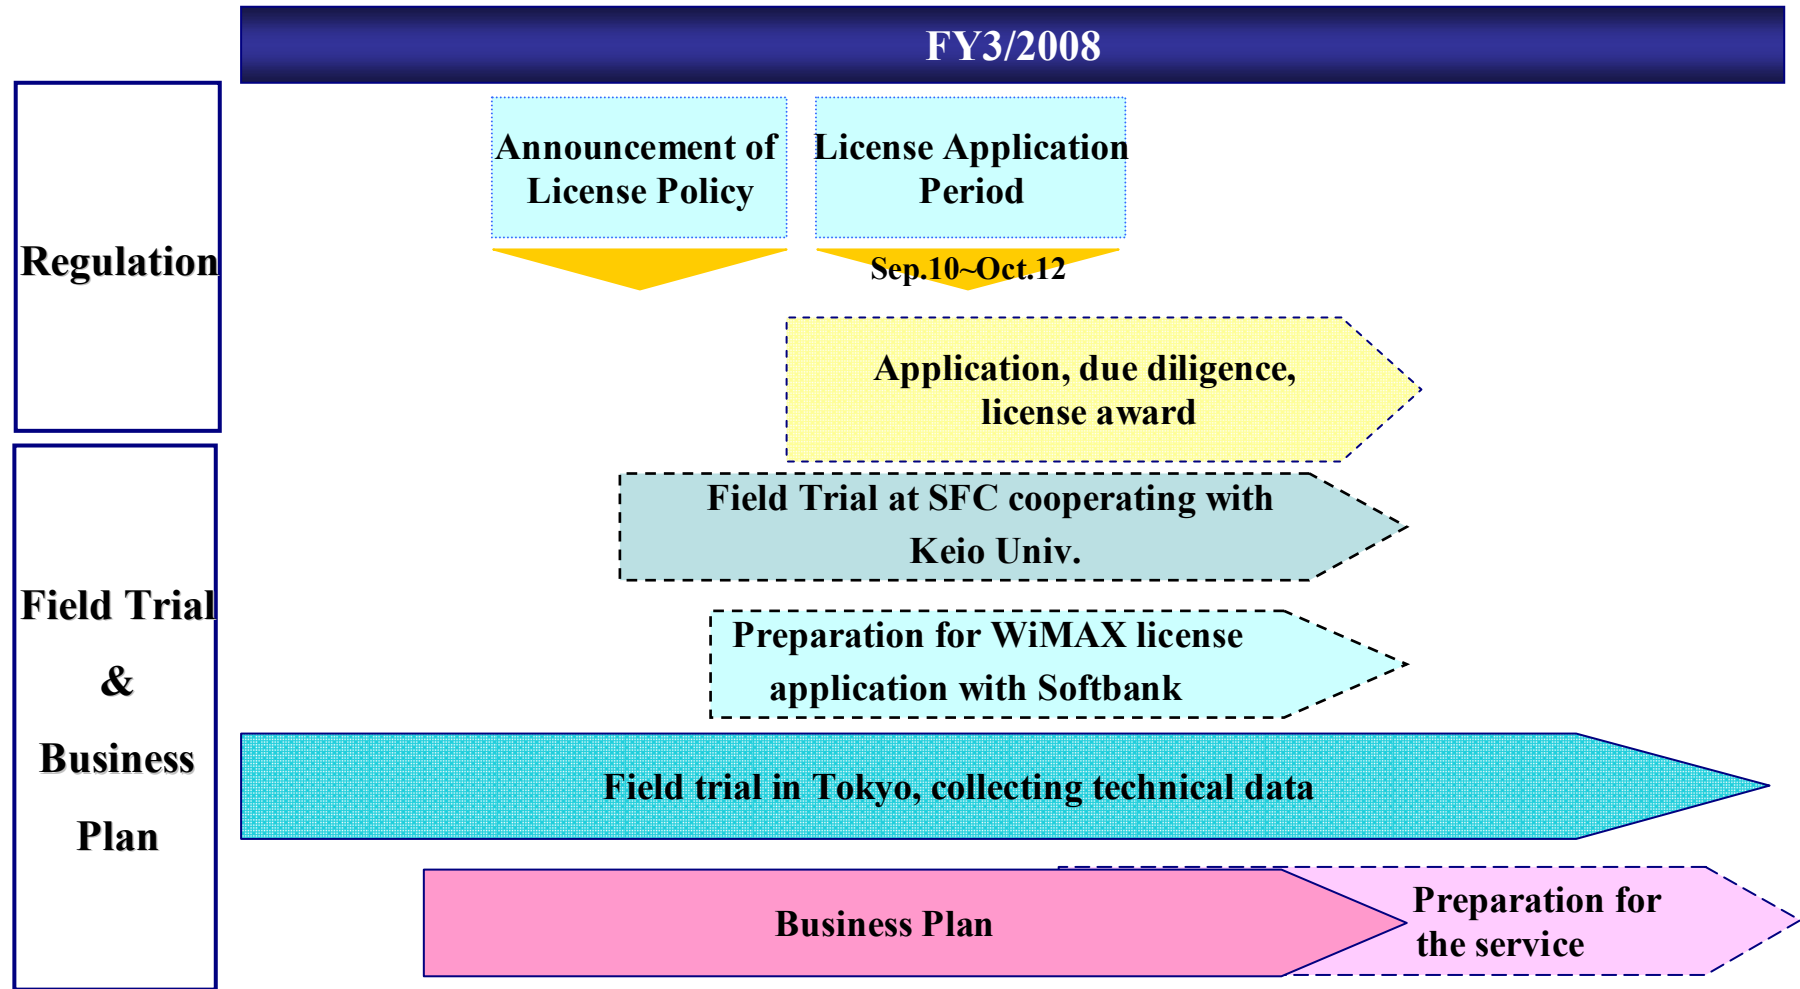 FY3/2008
Regulation
Announcement of
License Policy
License Application
Period
Sep.10~Oct.12
Application, due diligence,
license award
Field Trial
&
Business
Plan
Field Trial at SFC cooperating with
Keio Univ.
Preparation for WiMAX license
application with Softbank
Field trial in Tokyo, collecting technical data
Business Plan
Preparation for
the service